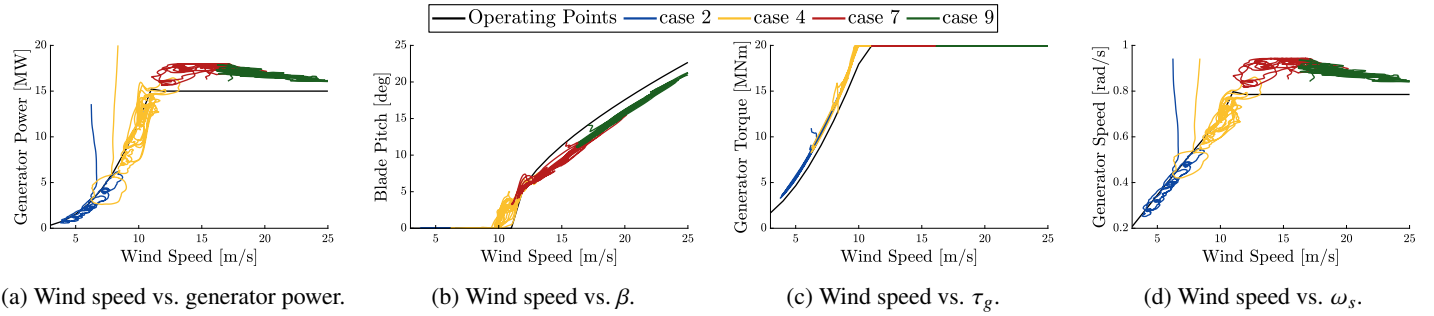 Operating Points case 2 case 4 case 7 case 9
Generator Power [MW]
20
15
10
5
0
5 10 15 20 25
Wind Speed [m/s]
(a) Wind speed vs. generator power.
Blade Pitch [deg]
25
20
15
10
5
0
5 10 15 20 25
Wind Speed [m/s]
(b) Wind speed vs. β.
Generator Torque [MNm]
20
15
10
5
0
5 10 15 20 25
Wind Speed [m/s]
(c) Wind speed vs. τg.
Generator Speed [rad/s]
1
0.8
0.6
0.4
0.2
5 10 15 20 25
Wind Speed [m/s]
(d) Wind speed vs. ωs.